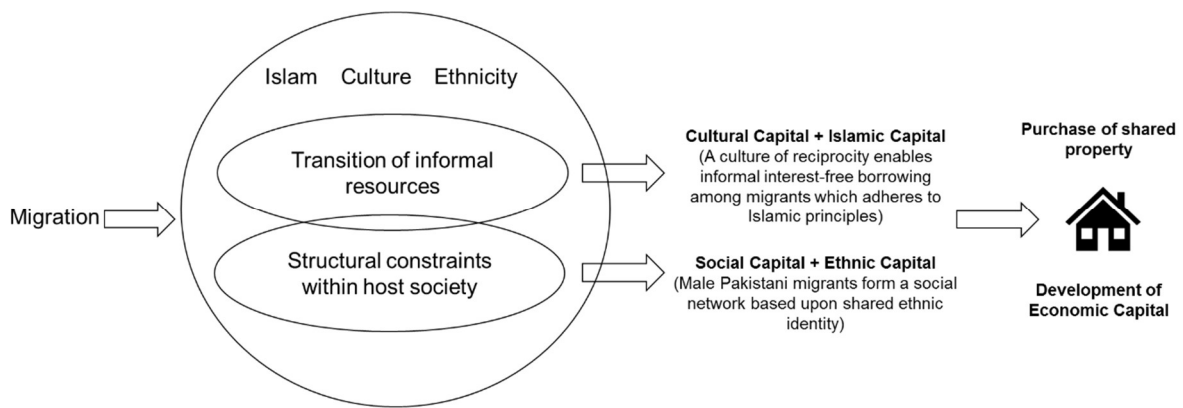 Migration
Islam Culture Ethnicity
Transition of informal
resources
Structural constraints
within host society
Cultural Capital + Islamic Capital
(A culture of reciprocity enables
informal interest-free borrowing
among migrants which adheres to
Islamic principles)
Social Capital + Ethnic Capital
(Male Pakistani migrants form a social
network based upon shared ethnic
identity)
Purchase of shared
property
Development of
Economic Capital